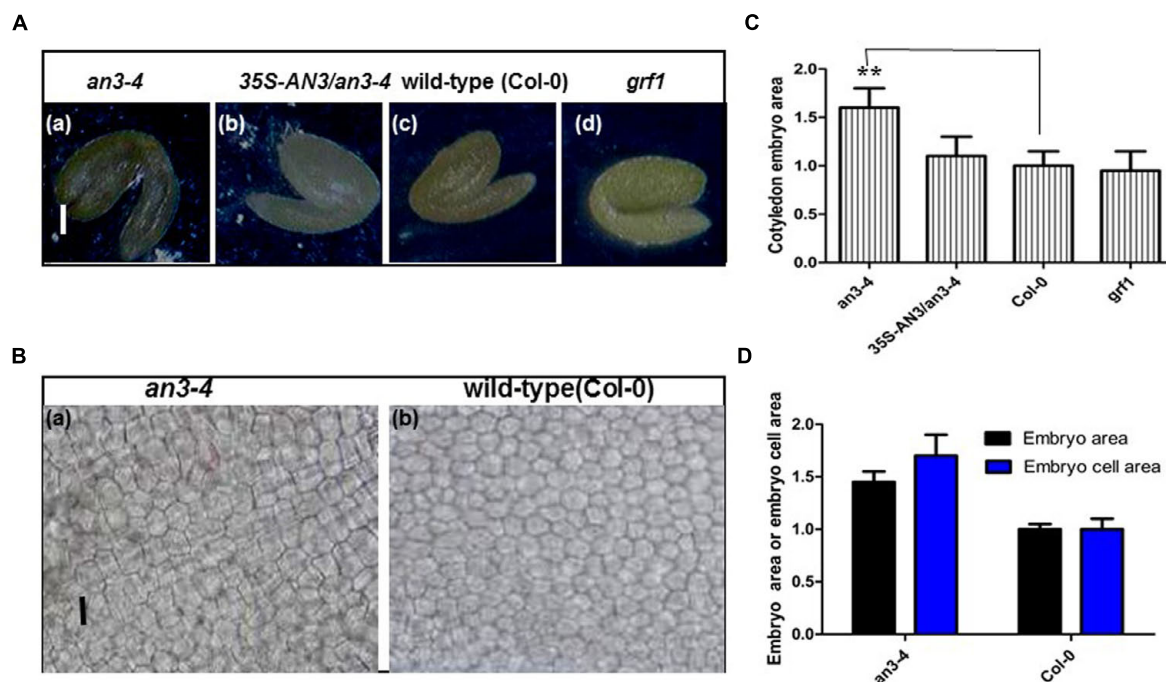 A
an3-4 35S-AN3/an3-4 wild-type (Col-0) grf1
(a) (b) (c) (d)
B
an3-4 wild-type(Col-0)
(a) (b)
C
Cotyledon embryo area
2.0
**
1.5
1.0
0.5
0.0
an3-4 35S-AN3/an3-4 Col-0 grf1
D
Embryo area or embryo cell area
2.0
1.5
1.0
0.5
0.0
Embryo area
Embryo cell area
an3-4 Col-0